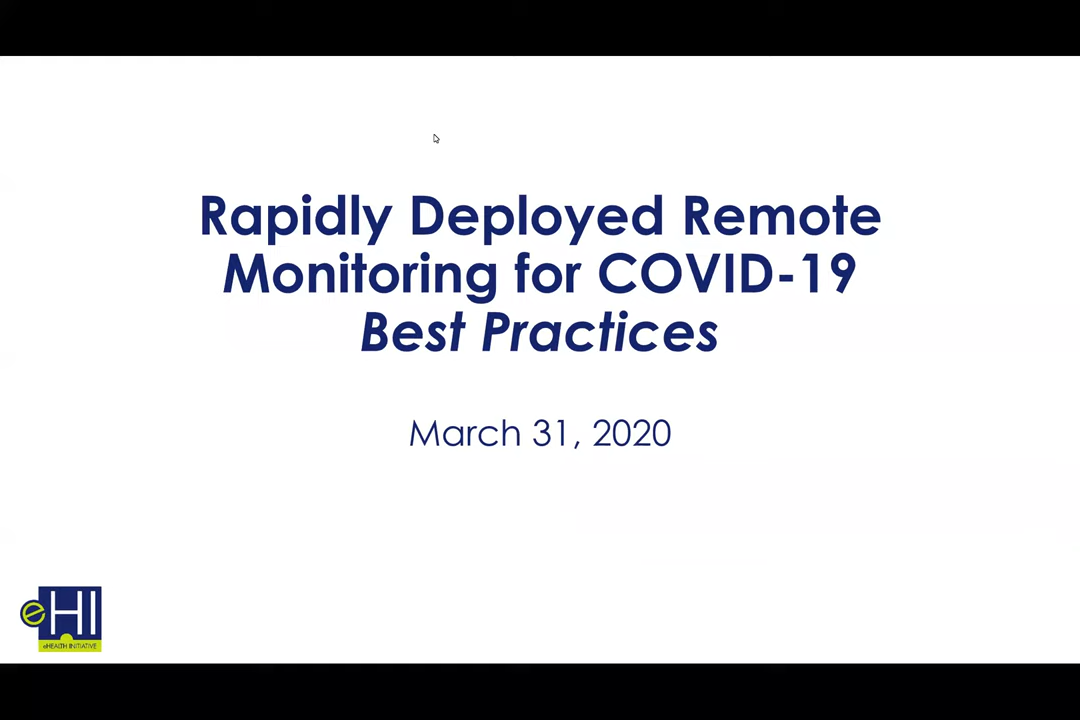 Rapidly Deployed Remote
Monitoring for COVID-19
Best Practices
March 31, 2020
eHI
eHEALTH INITIATIVE